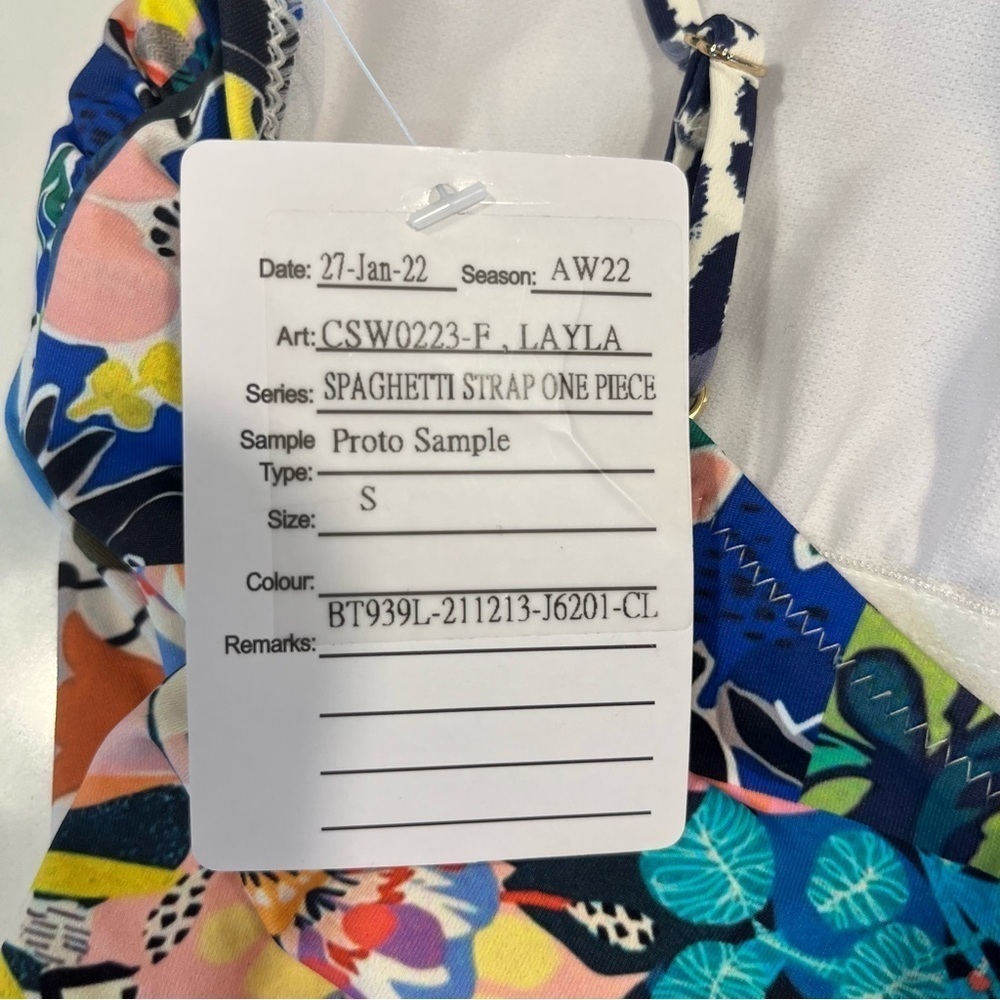 Date: 27-Jan-22 Season: AW22
Art: CSW0223-F , LAYLA
Series: SPAGHETTI STRAP ONE PIECE
Sample Proto Sample
Type:
Size: S
Colour:
BT939L-211213-J6201-CL
Remarks: